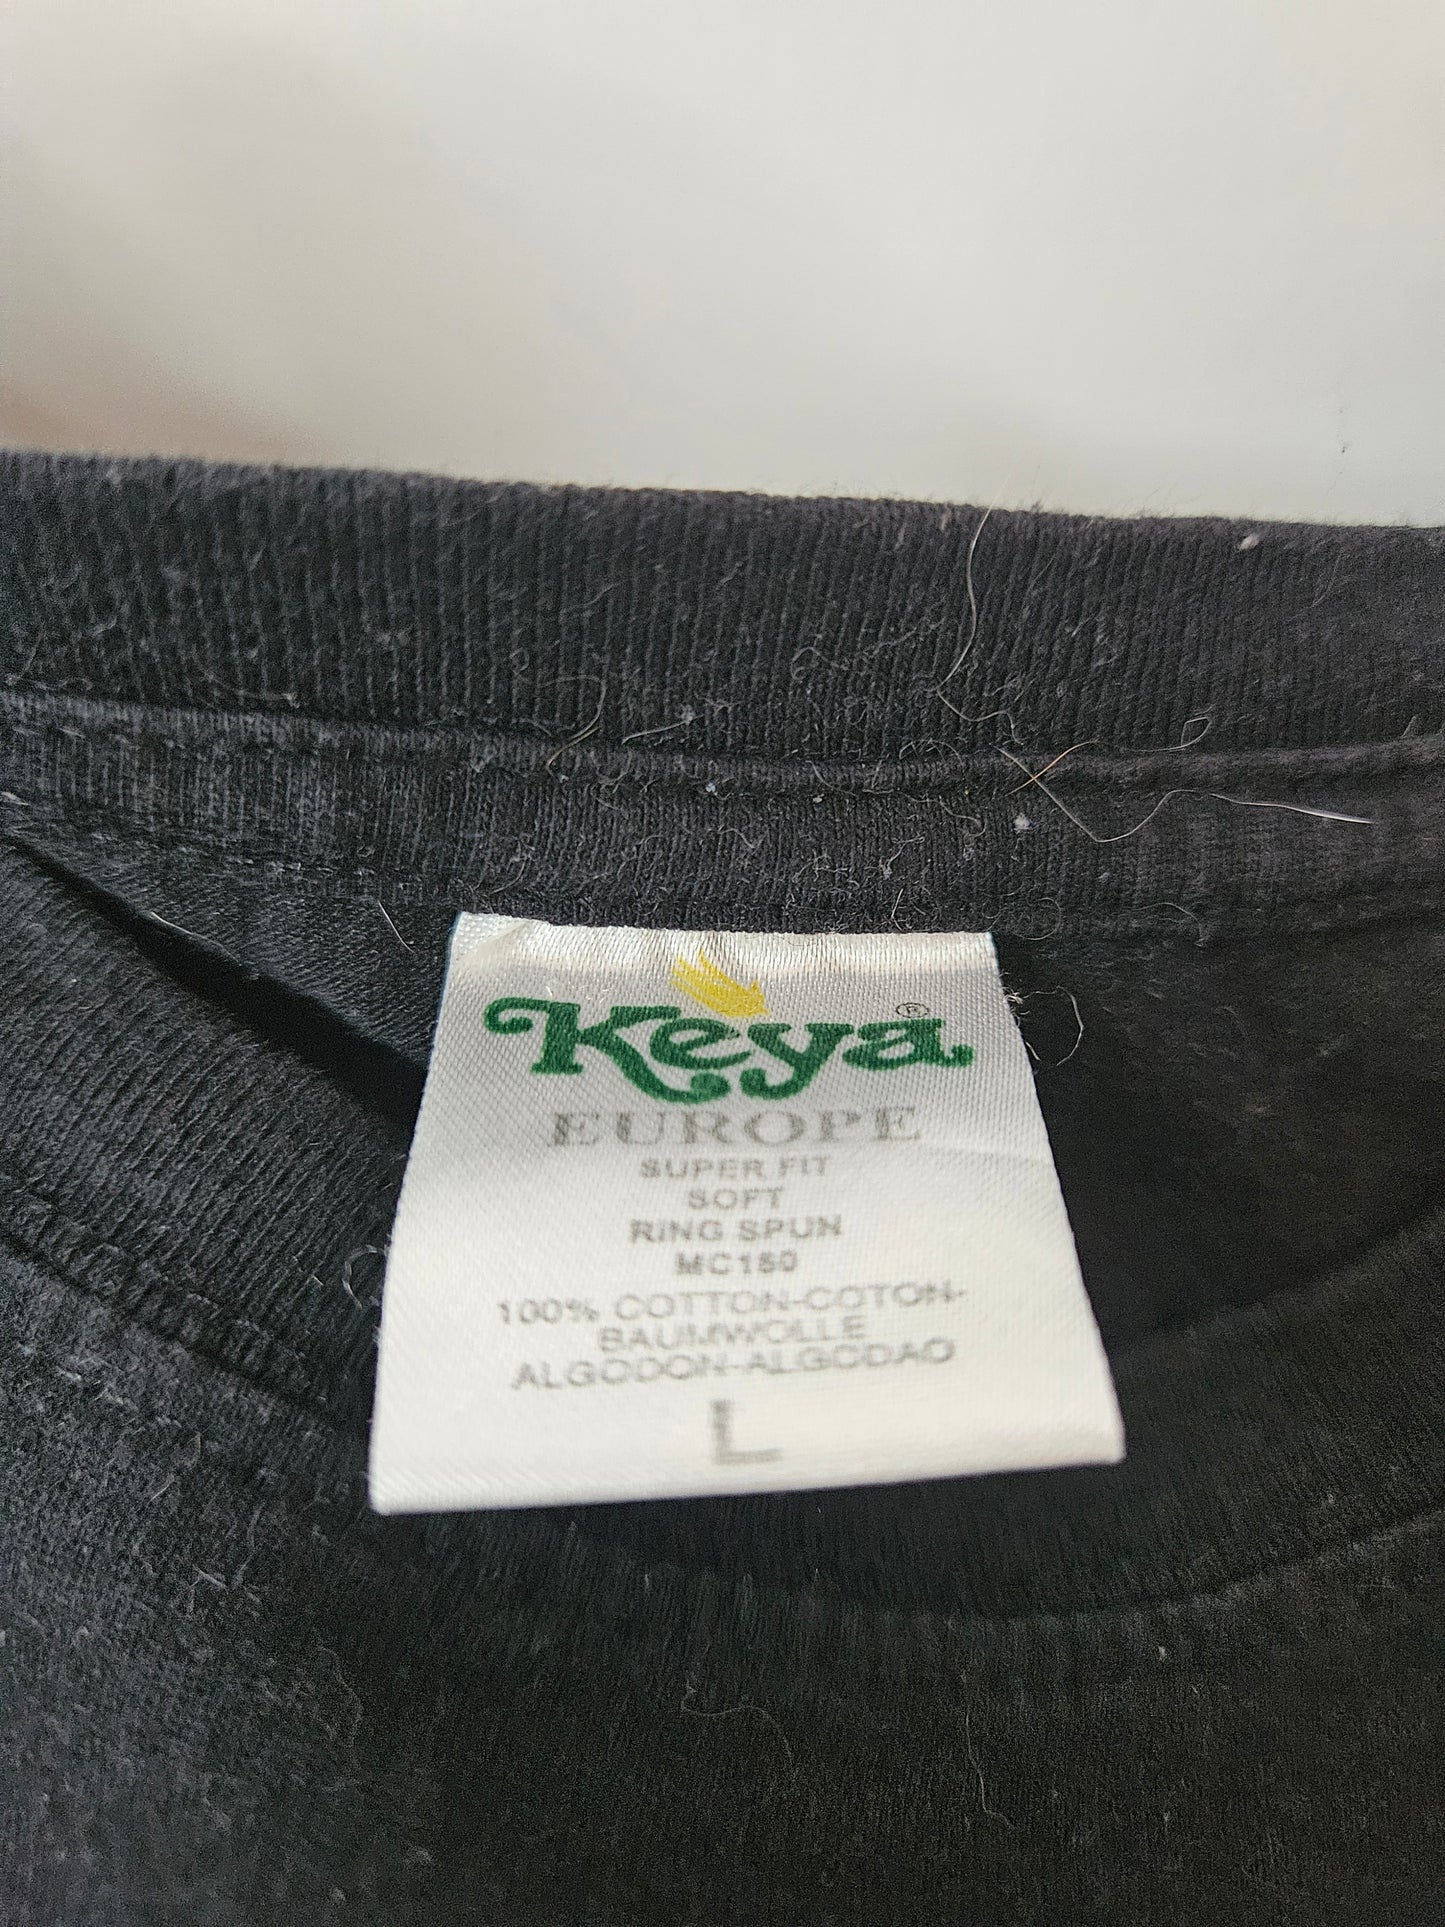 Keya ®
EUROPE
SUPER FIT
SOFT
RING SPUN
MC150
100% COTTON-COTON-
BAUMWOLLE
ALGODON-ALGODAO
L